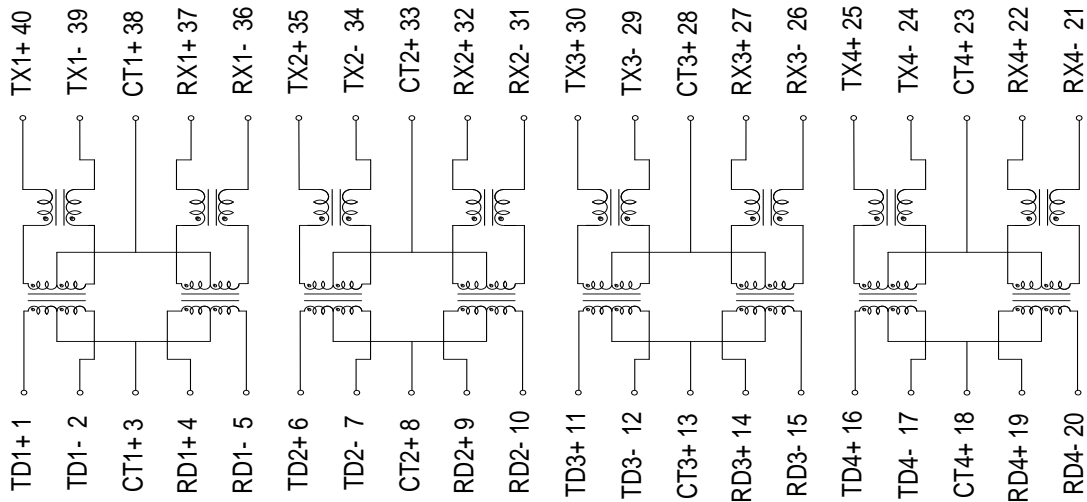 TX1+ 40
TX1- 39
CT1+ 38
RX1+ 37
RX1- 36
TX2+ 35
TX2- 34
CT2+ 33
RX2+ 32
RX2- 31
TX3+ 30
TX3- 29
CT3+ 28
RX3+ 27
RX3- 26
TX4+ 25
TX4- 24
CT4+ 23
RX4+ 22
RX4- 21
TD1+ 1
TD1- 2
CT1+ 3
RD1+ 4
RD1- 5
TD2+ 6
TD2- 7
CT2+ 8
RD2+ 9
RD2- 10
TD3+ 11
TD3- 12
CT3+ 13
RD3+ 14
RD3- 15
TD4+ 16
TD4- 17
CT4+ 18
RD4+ 19
RD4- 20